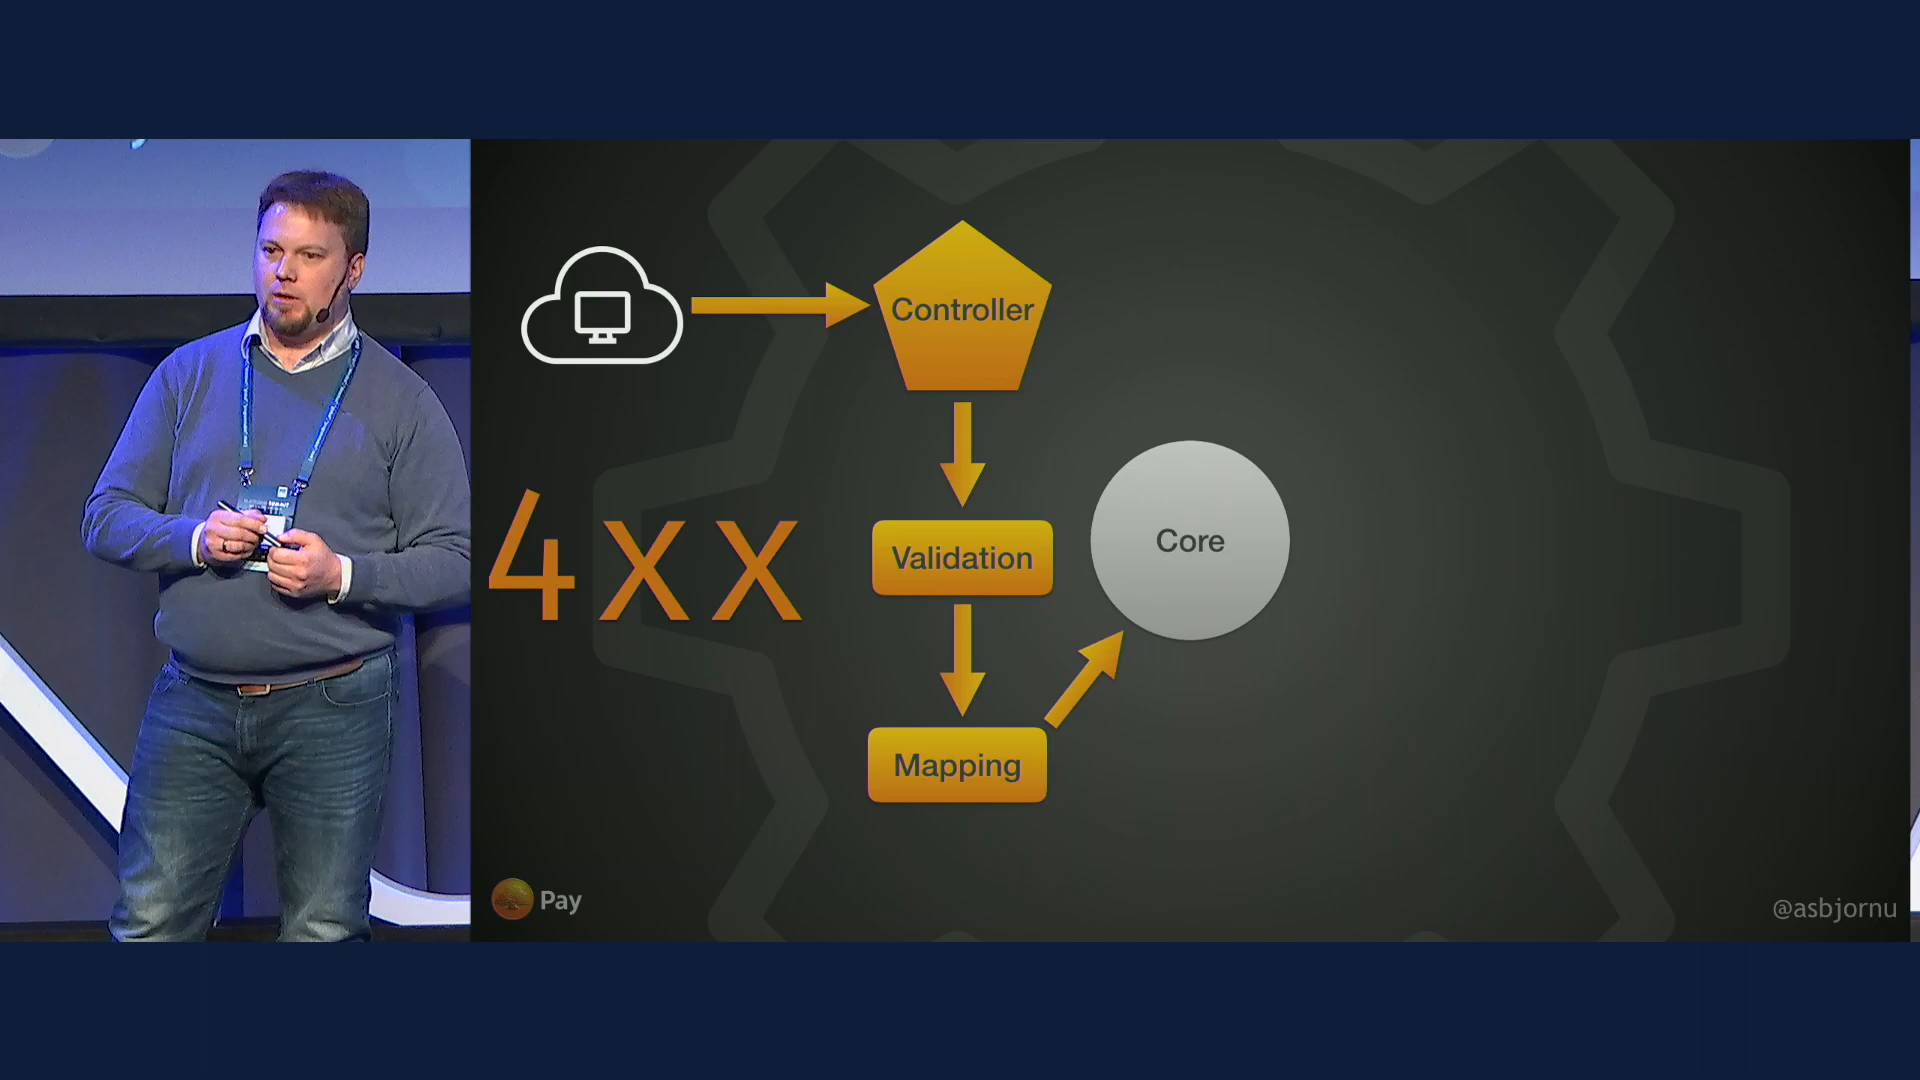 Controller
4xx
Validation
Core
Mapping
Pay
@asbjornu